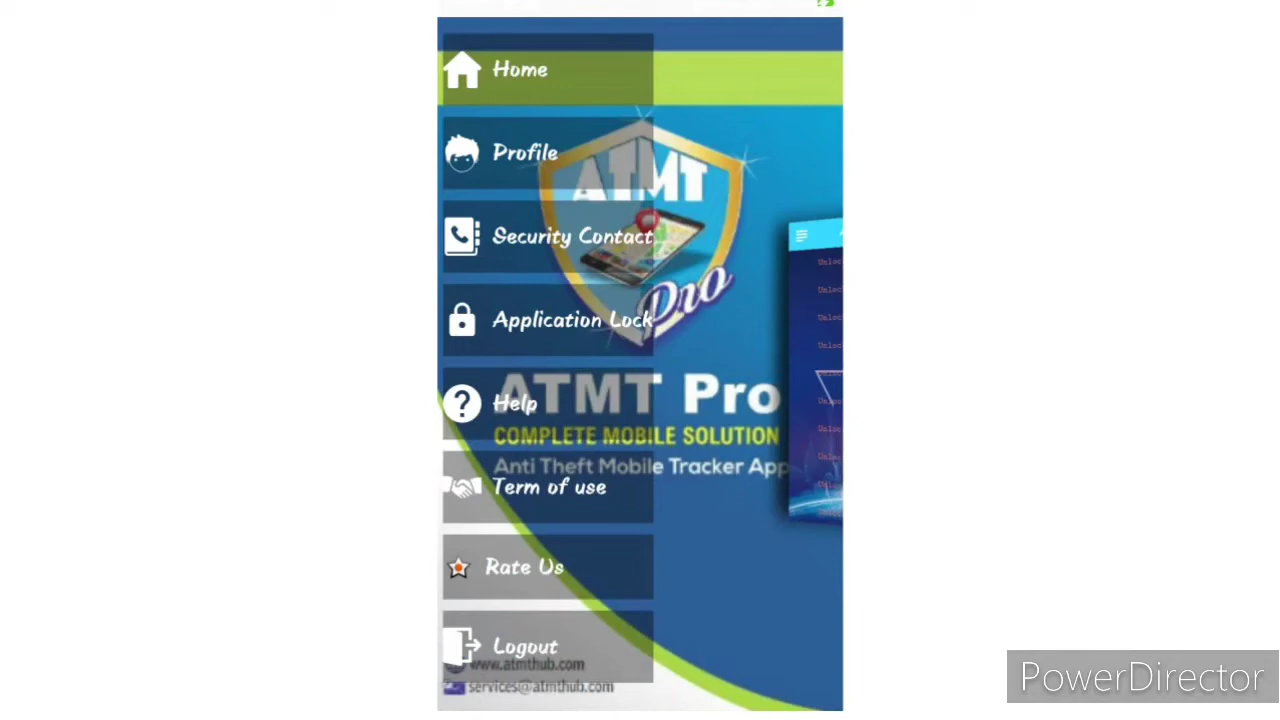 Home
Profile
ATMT
Security Contact
Pro
Application Lock
ATMT Pro
Help
COMPLETE MOBILE SOLUTION
Anti Theft Mobile Tracker App
Term of use
Rate Us
Logout
www.atmthub.com
services@atmthub.com
PowerDirector